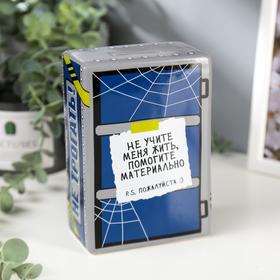 НЕ ТРОГАТЬ!
НЕ УЧИТЕ
МЕНЯ ЖИТЬ,
ПОМОГИТЕ
МАТЕРИАЛЬНО
P.S. ПОЖАЛУЙСТА :)